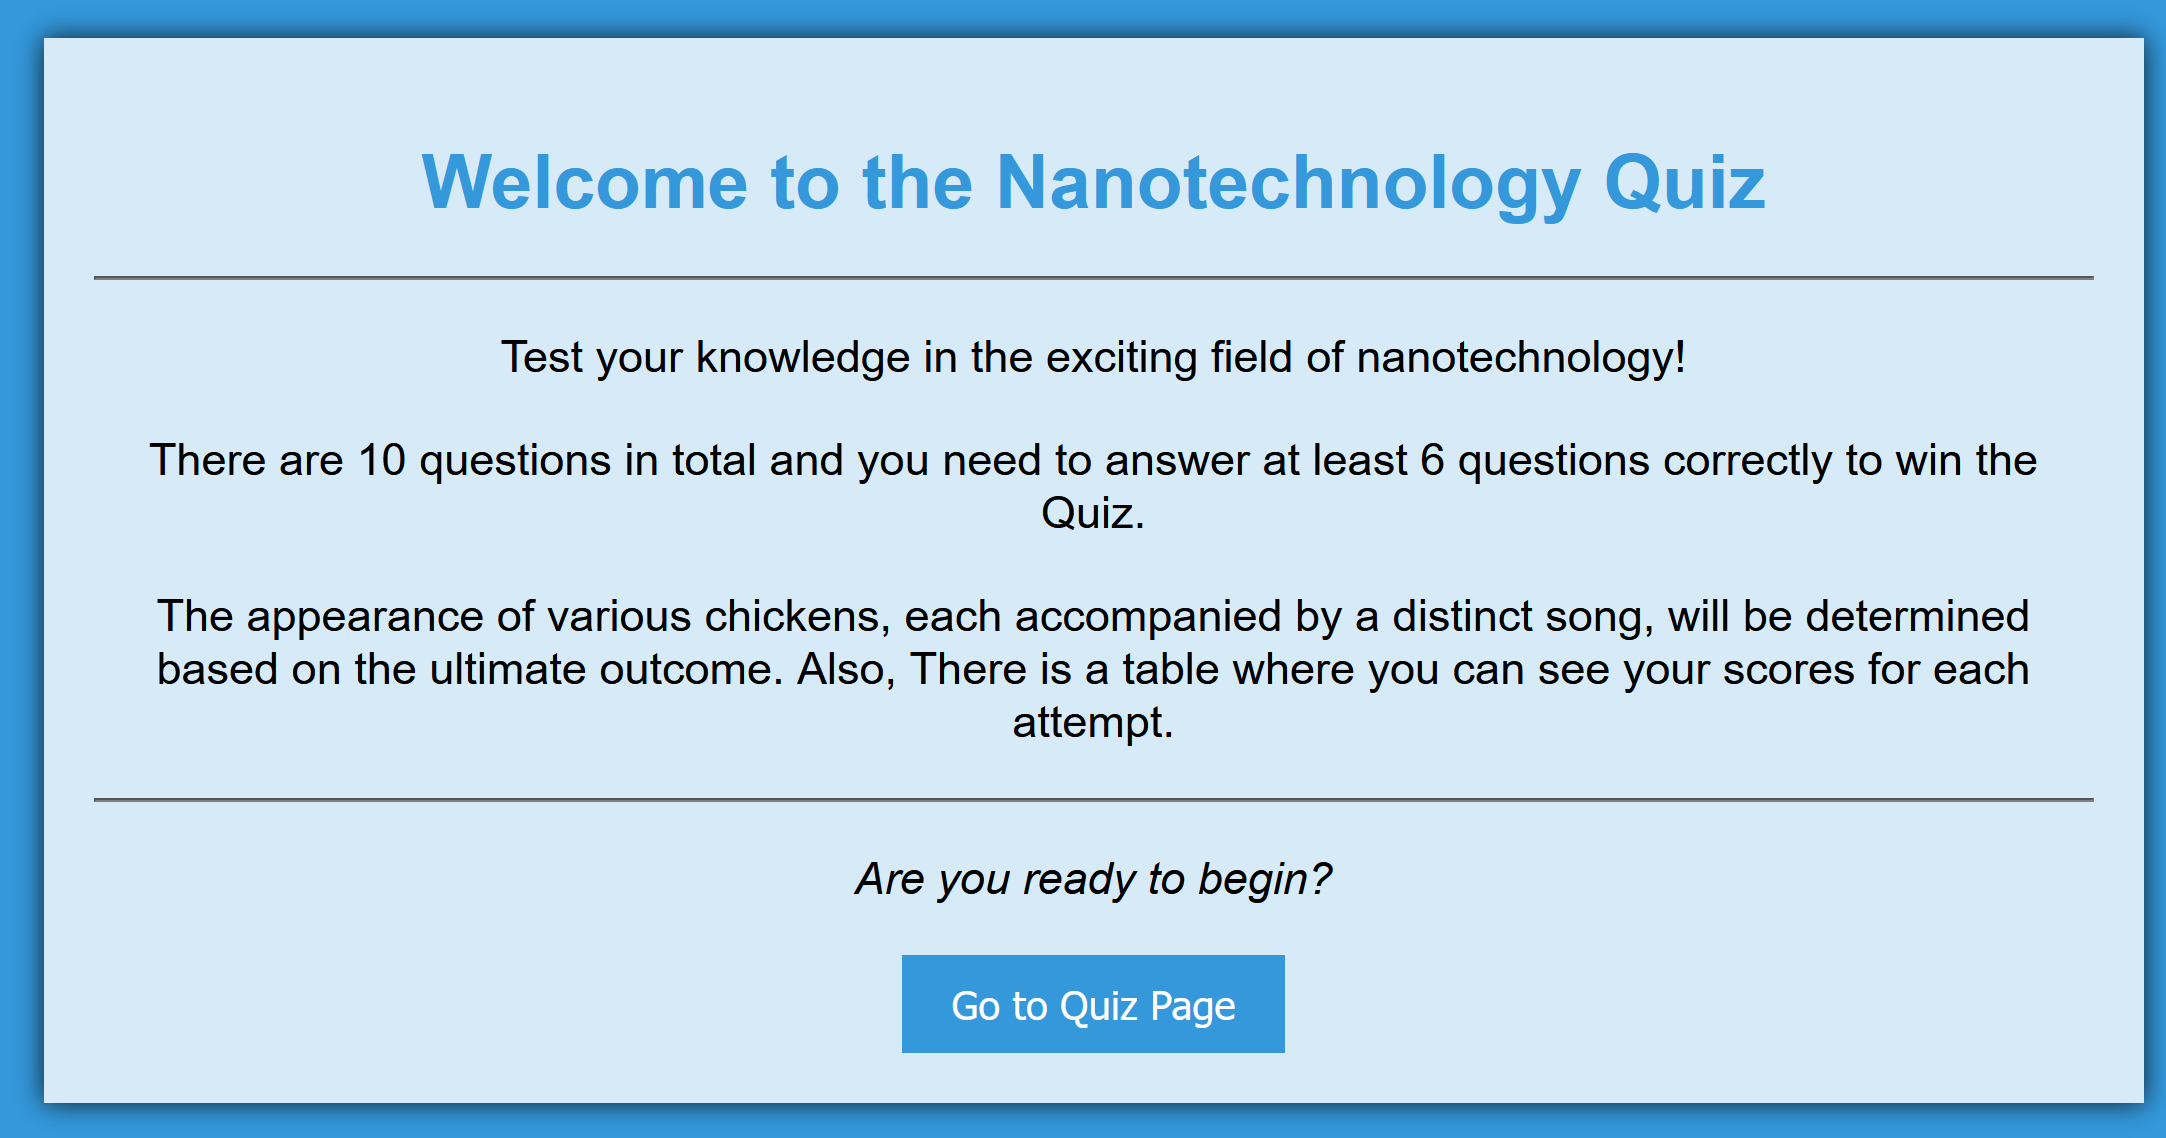 Welcome to the Nanotechnology Quiz
Test your knowledge in the exciting field of nanotechnology!
There are 10 questions in total and you need to answer at least 6 questions correctly to win the
Quiz.
The appearance of various chickens, each accompanied by a distinct song, will be determined
based on the ultimate outcome. Also, There is a table where you can see your scores for each
attempt.
Are you ready to begin?
Go to Quiz Page